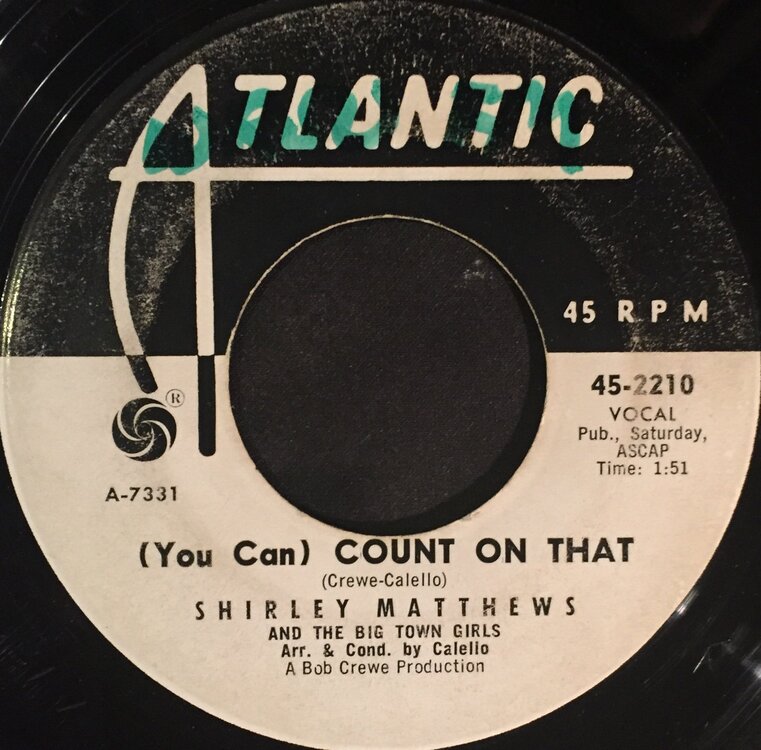 ATLANTIC
45 RPM
45-2210
VOCAL
Pub., Saturday,
ASCAP
Time: 1:51
®
A-7331
(You Can) COUNT ON THAT
(Crewe-Calello)
SHIRLEY MATTHEWS
AND THE BIG TOWN GIRLS
Arr. & Cond. by Calello
A Bob Crewe Production